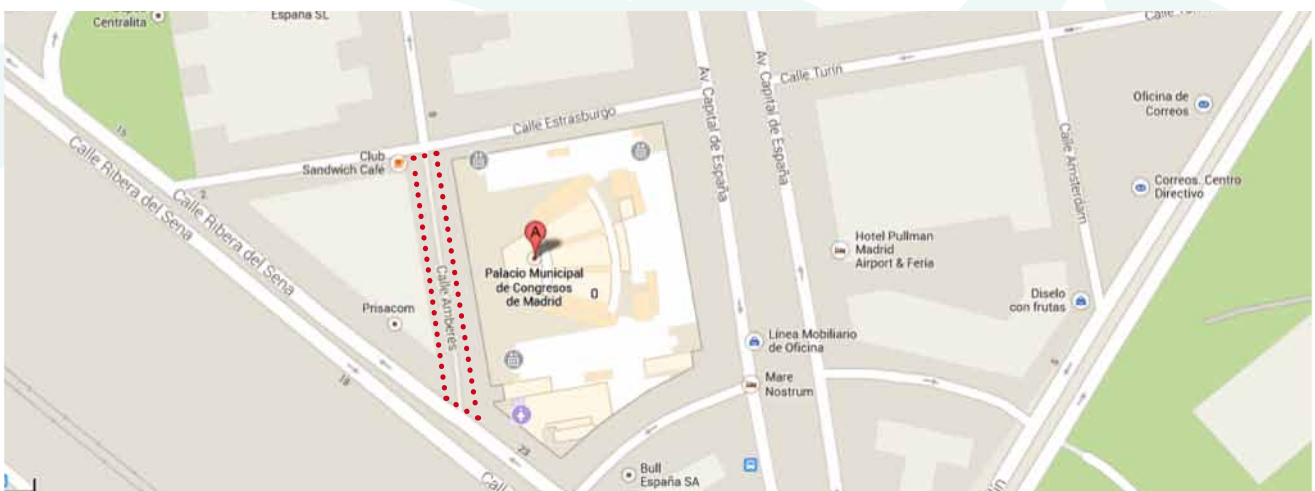 Centralita
España SL
15
9
Calle Estrasburgo
Calle Turín
Av. Capital de España
Av. Capital de España
Calle Amsterdam
Oficina de
Correos
Correos. Centro
Directivo
Club
Sandwich Café
2
Calle Ribera del Sena
Calle Ribera del Sena
Calle Amberes
A
Palacio Municipal
de Congresos
de Madrid
0
Hotel Pullman
Madrid
Airport & Feria
Diselo
con frutas
Prisacom
Línea Mobiliario
de Oficina
Mare
Nostrum
18
23
Bull
España SA